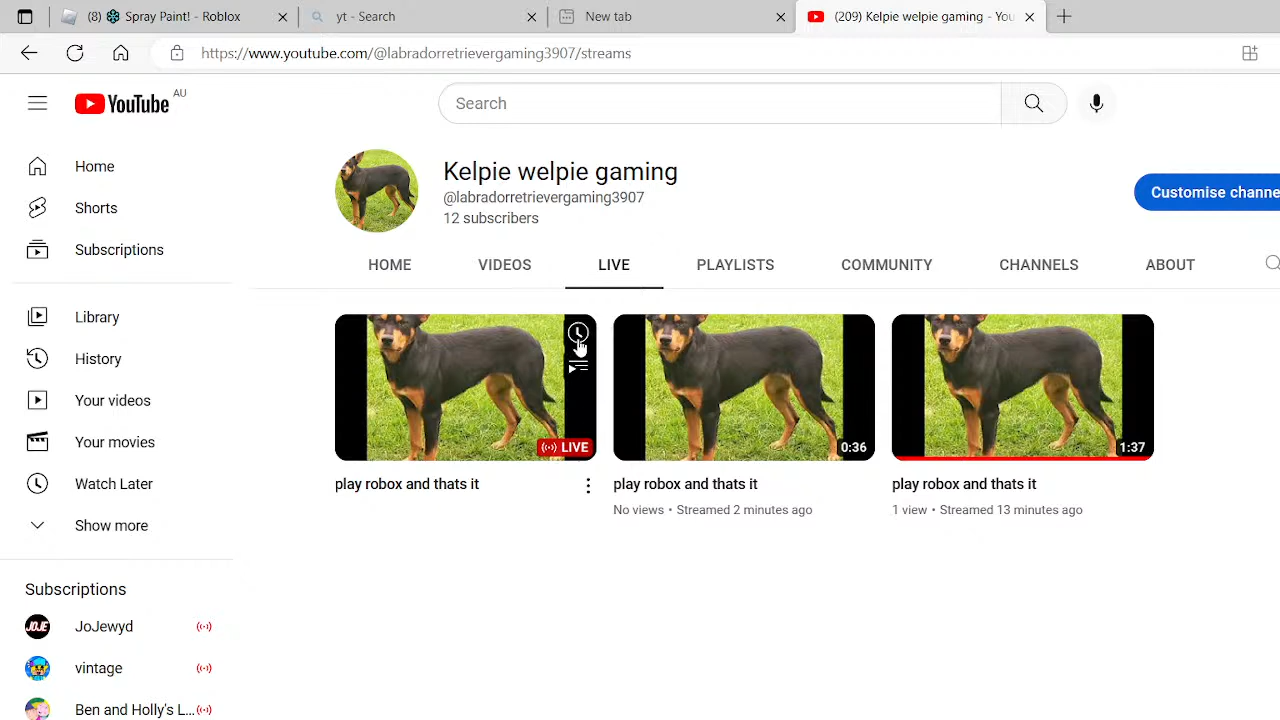 (8) Spray Paint! - Roblox
yt - Search
New tab
(209) Kelpie welpie gaming - You
https://www.youtube.com/@labradorretrievergaming3907/streams
YouTube AU
Search
Kelpie welpie gaming
@labradorretrievergaming3907
12 subscribers
Customise channe
HOME VIDEOS LIVE PLAYLISTS COMMUNITY CHANNELS ABOUT
Home
Shorts
Subscriptions
Library
History
Your videos
Your movies
Watch Later
Show more
Subscriptions
JOJE JoJewyd
vintage
Ben and Holly's L...
LIVE
play robox and thats it
0:36
play robox and thats it
No views • Streamed 2 minutes ago
1:37
play robox and thats it
1 view • Streamed 13 minutes ago